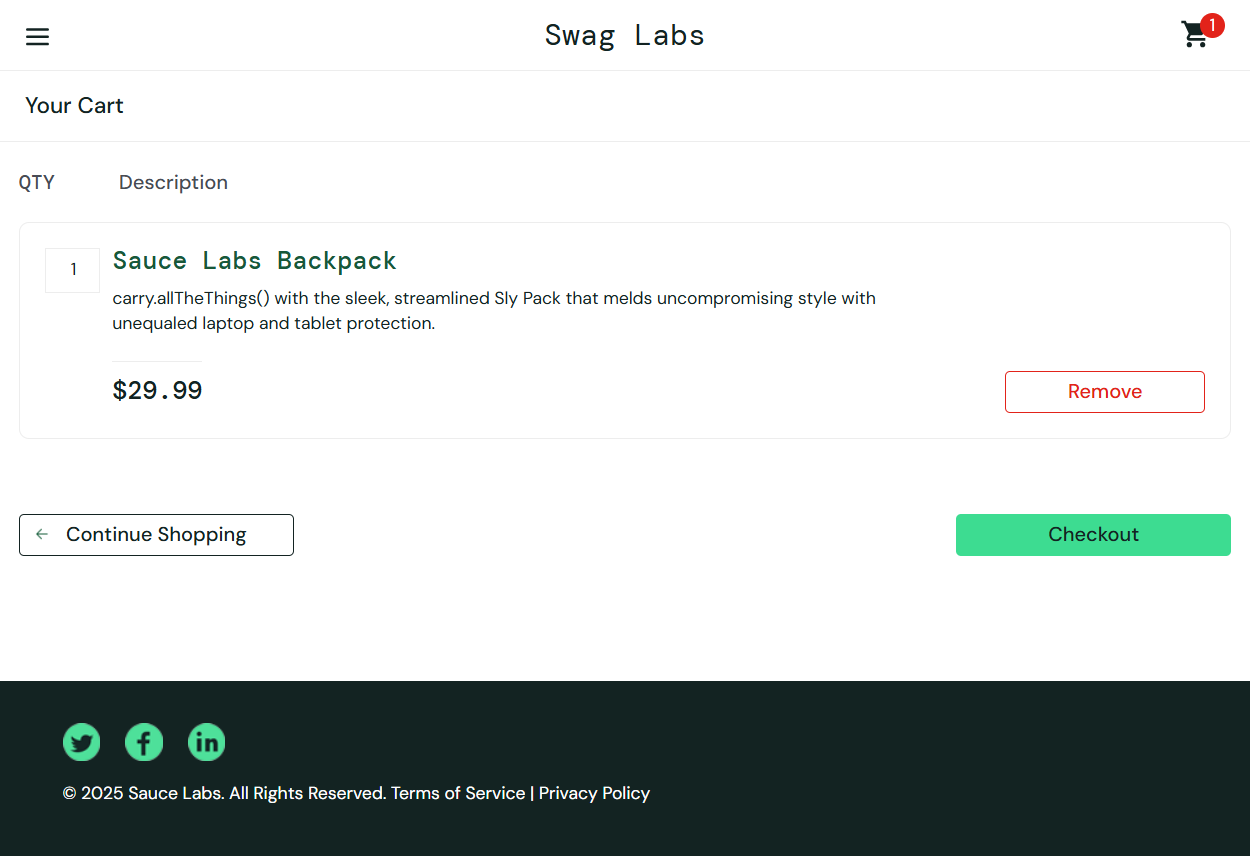 Swag Labs
1
Your Cart
QTY Description
1
Sauce Labs Backpack
carry.allTheThings() with the sleek, streamlined Sly Pack that melds uncompromising style with
unequaled laptop and tablet protection.
$29.99
Remove
Continue Shopping
Checkout
© 2025 Sauce Labs. All Rights Reserved. Terms of Service | Privacy Policy